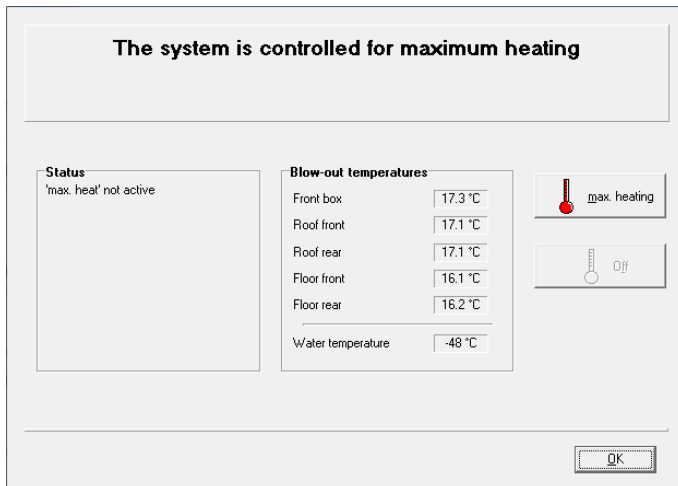 The system is controlled for maximum heating
Status
'max. heat' not active
Blow-out temperatures
Front box 17.3 °C
Roof front 17.1 °C
Roof rear 17.1 °C
Floor front 16.1 °C
Floor rear 16.2 °C
Water temperature -48 °C
max. heating
Off
OK